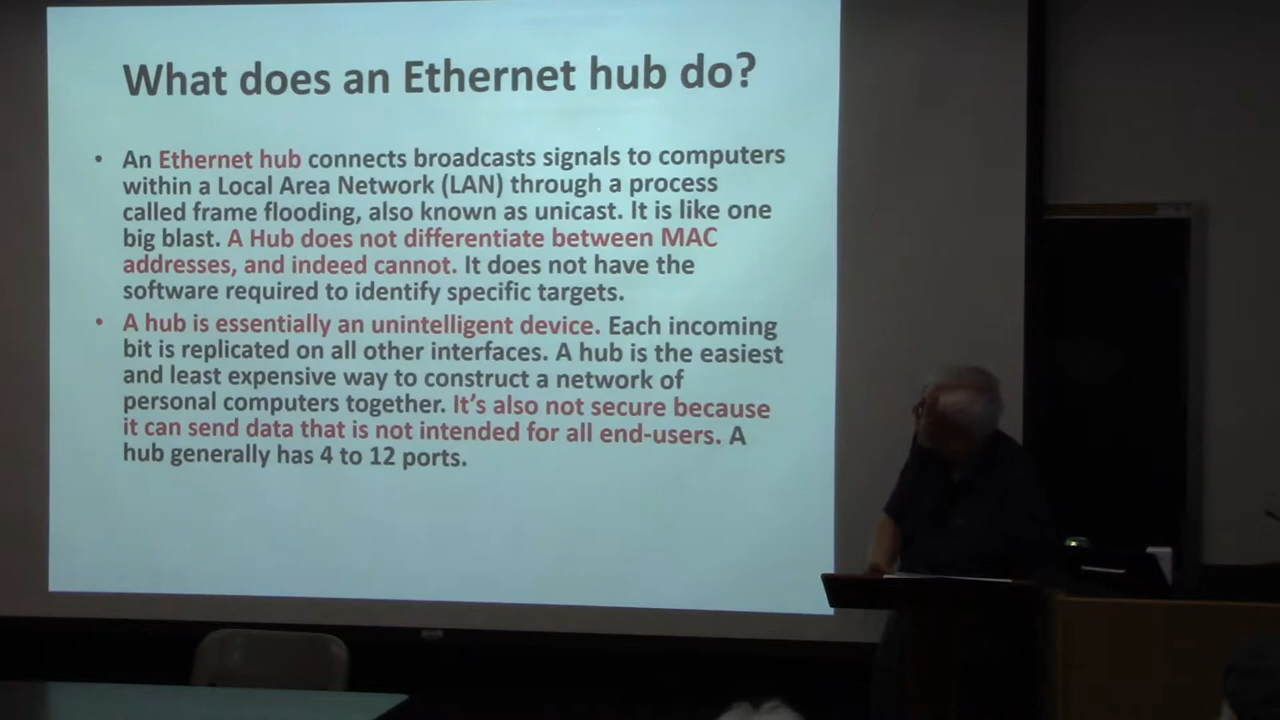 What does an Ethernet hub do?
• An Ethernet hub connects broadcasts signals to computers
within a Local Area Network (LAN) through a process
called frame flooding, also known as unicast. It is like one
big blast. A Hub does not differentiate between MAC
addresses, and indeed cannot. It does not have the
software required to identify specific targets.
• A hub is essentially an unintelligent device. Each incoming
bit is replicated on all other interfaces. A hub is the easiest
and least expensive way to construct a network of
personal computers together. It’s also not secure because
it can send data that is not intended for all end-users. A
hub generally has 4 to 12 ports.